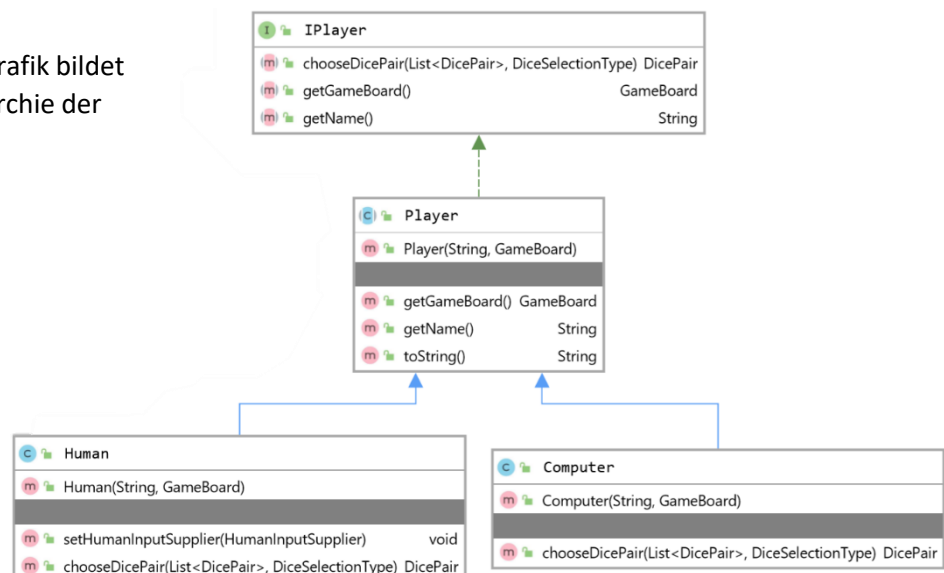 rafik bildet
rchie der
I IPlayer
m chooseDicePair(List<DicePair>, DiceSelectionType) DicePair
m getGameBoard() GameBoard
m getName() String
C Player
m Player(String, GameBoard)
m getGameBoard() GameBoard
m getName() String
m toString() String
C Human
m Human(String, GameBoard)
m setHumanInputSupplier(HumanInputSupplier) void
m chooseDicePair(List<DicePair>, DiceSelectionType) DicePair
C Computer
m Computer(String, GameBoard)
m chooseDicePair(List<DicePair>, DiceSelectionType) DicePair